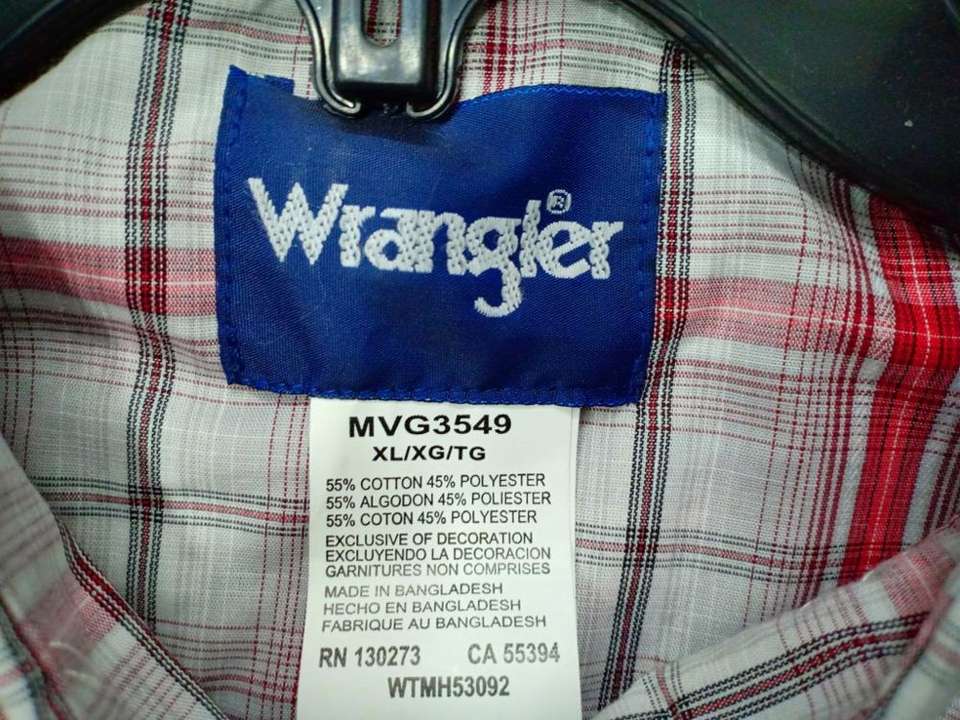 Wrangler®
MVG3549
XL/XG/TG
55% COTTON 45% POLYESTER
55% ALGODON 45% POLIESTER
55% COTON 45% POLYESTER
EXCLUSIVE OF DECORATION
EXCLUYENDO LA DECORACION
GARNITURES NON COMPRISES
MADE IN BANGLADESH
HECHO EN BANGLADESH
FABRIQUE AU BANGLADESH
RN 130273 CA 55394
WTMH53092